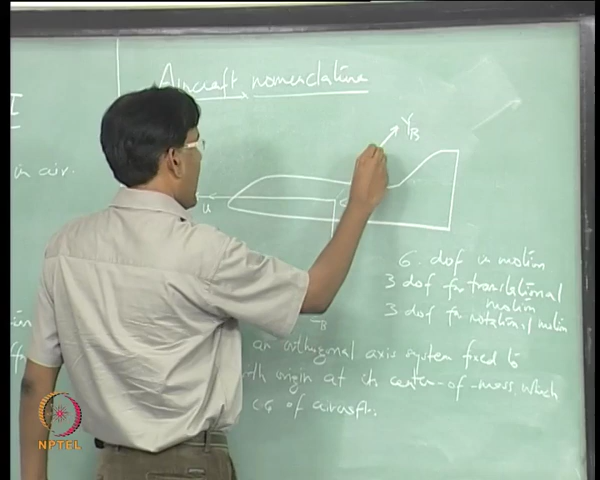 Aircraft nomenclature
I
in air.
Y_B
u
6. dof in motion
3 dof for translational motion
3 dof for rotational motion
B
an orthogonal axis system fixed to
with origin at the center-of-mass which
CG of aircraft.
NPTEL